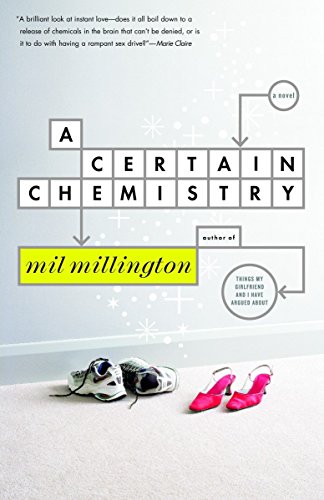 "A brilliant look at instant love—does it all boil down to a
release of chemicals in the brain that can't be denied, or is
it to do with having a rampant sex drive?"—Marie Claire
a novel
A
CERTAIN
CHEMISTRY
author of
mil millington
THINGS MY
GIRLFRIEND
AND I HAVE
ARGUED ABOUT